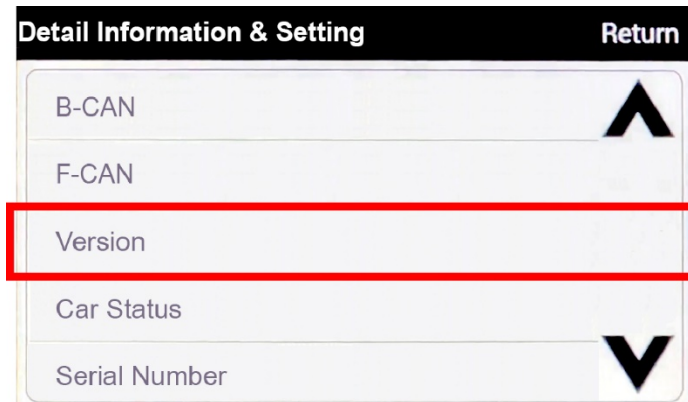 Detail Information & Setting Return
B-CAN
F-CAN
Version
Car Status
Serial Number